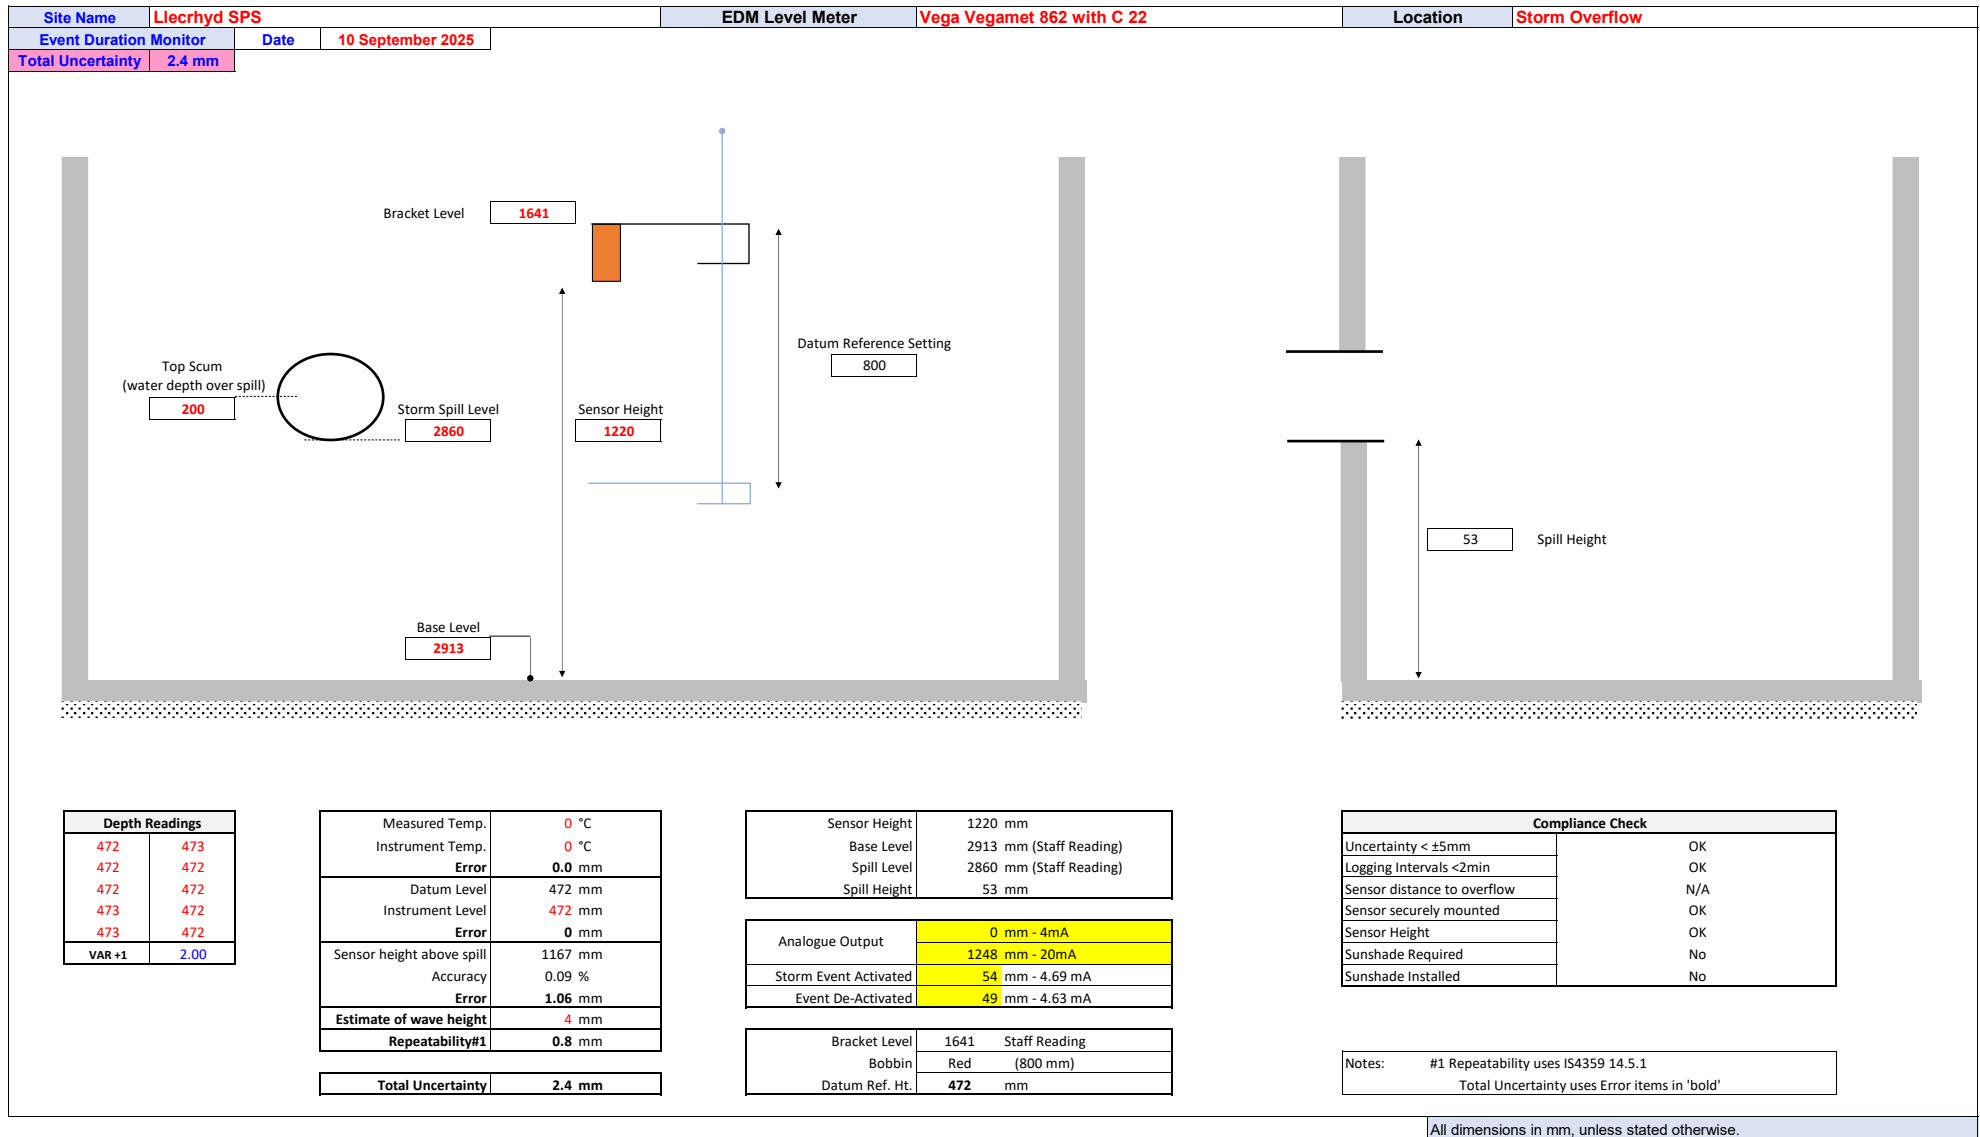 Site Name Llecrhyd SPS EDM Level Meter Vega Vegamet 862 with C 22 Location Storm Overflow
Event Duration Monitor Date 10 September 2025
Total Uncertainty 2.4 mm
Bracket Level 1641
Datum Reference Setting
800
Top Scum
(water depth over spill)
200
Storm Spill Level
2860
Sensor Height
1220
53 Spill Height
Base Level
2913
Depth Readings
472 473
472 472
472 472
473 472
473 472
VAR +1 2.00
Measured Temp. 0 °C
Instrument Temp. 0 °C
Error 0.0 mm
Datum Level 472 mm
Instrument Level 472 mm
Error 0 mm
Sensor height above spill 1167 mm
Accuracy 0.09 %
Error 1.06 mm
Estimate of wave height 4 mm
Repeatability#1 0.8 mm
Total Uncertainty 2.4 mm
Sensor Height 1220 mm
Base Level 2913 mm (Staff Reading)
Spill Level 2860 mm (Staff Reading)
Spill Height 53 mm
Analogue Output
0 mm - 4mA
1248 mm - 20mA
Storm Event Activated 54 mm - 4.69 mA
Event De-Activated 49 mm - 4.63 mA
Bracket Level 1641 Staff Reading
Bobbin Red (800 mm)
Datum Ref. Ht. 472 mm
Compliance Check
Uncertainty < ±5mm OK
Logging Intervals <2min OK
Sensor distance to overflow N/A
Sensor securely mounted OK
Sensor Height OK
Sunshade Required No
Sunshade Installed No
Notes: #1 Repeatability uses IS4359 14.5.1
Total Uncertainty uses Error items in 'bold'
All dimensions in mm, unless stated otherwise.